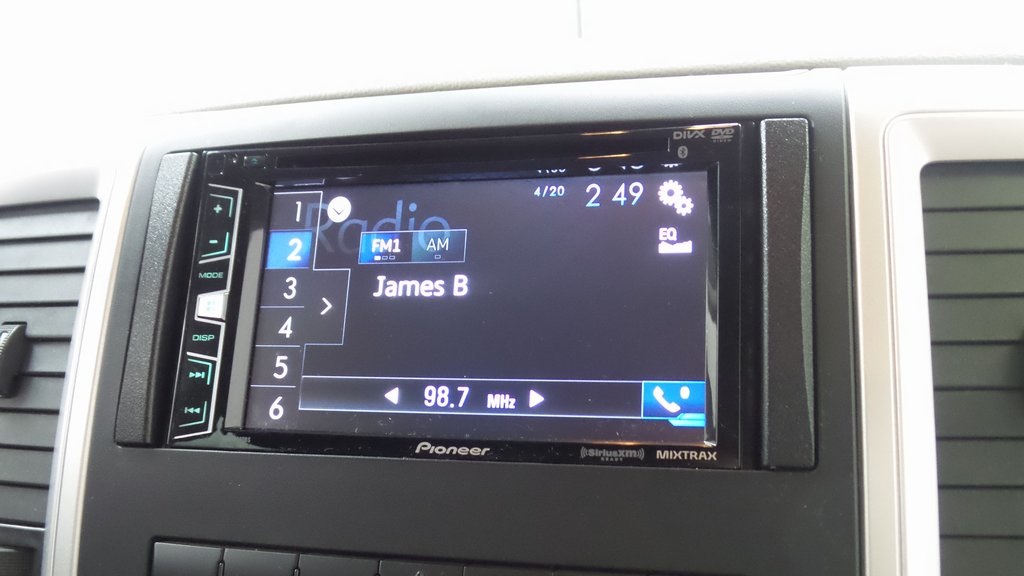 DIVX DVD
4/20 2 49
Radio
EQ
FM1 AM
James B
1
2
3
4
5
6
+
-
MODE
DISP
98.7 MHz
Pioneer
SiriusXM
READY
MIXTRAX